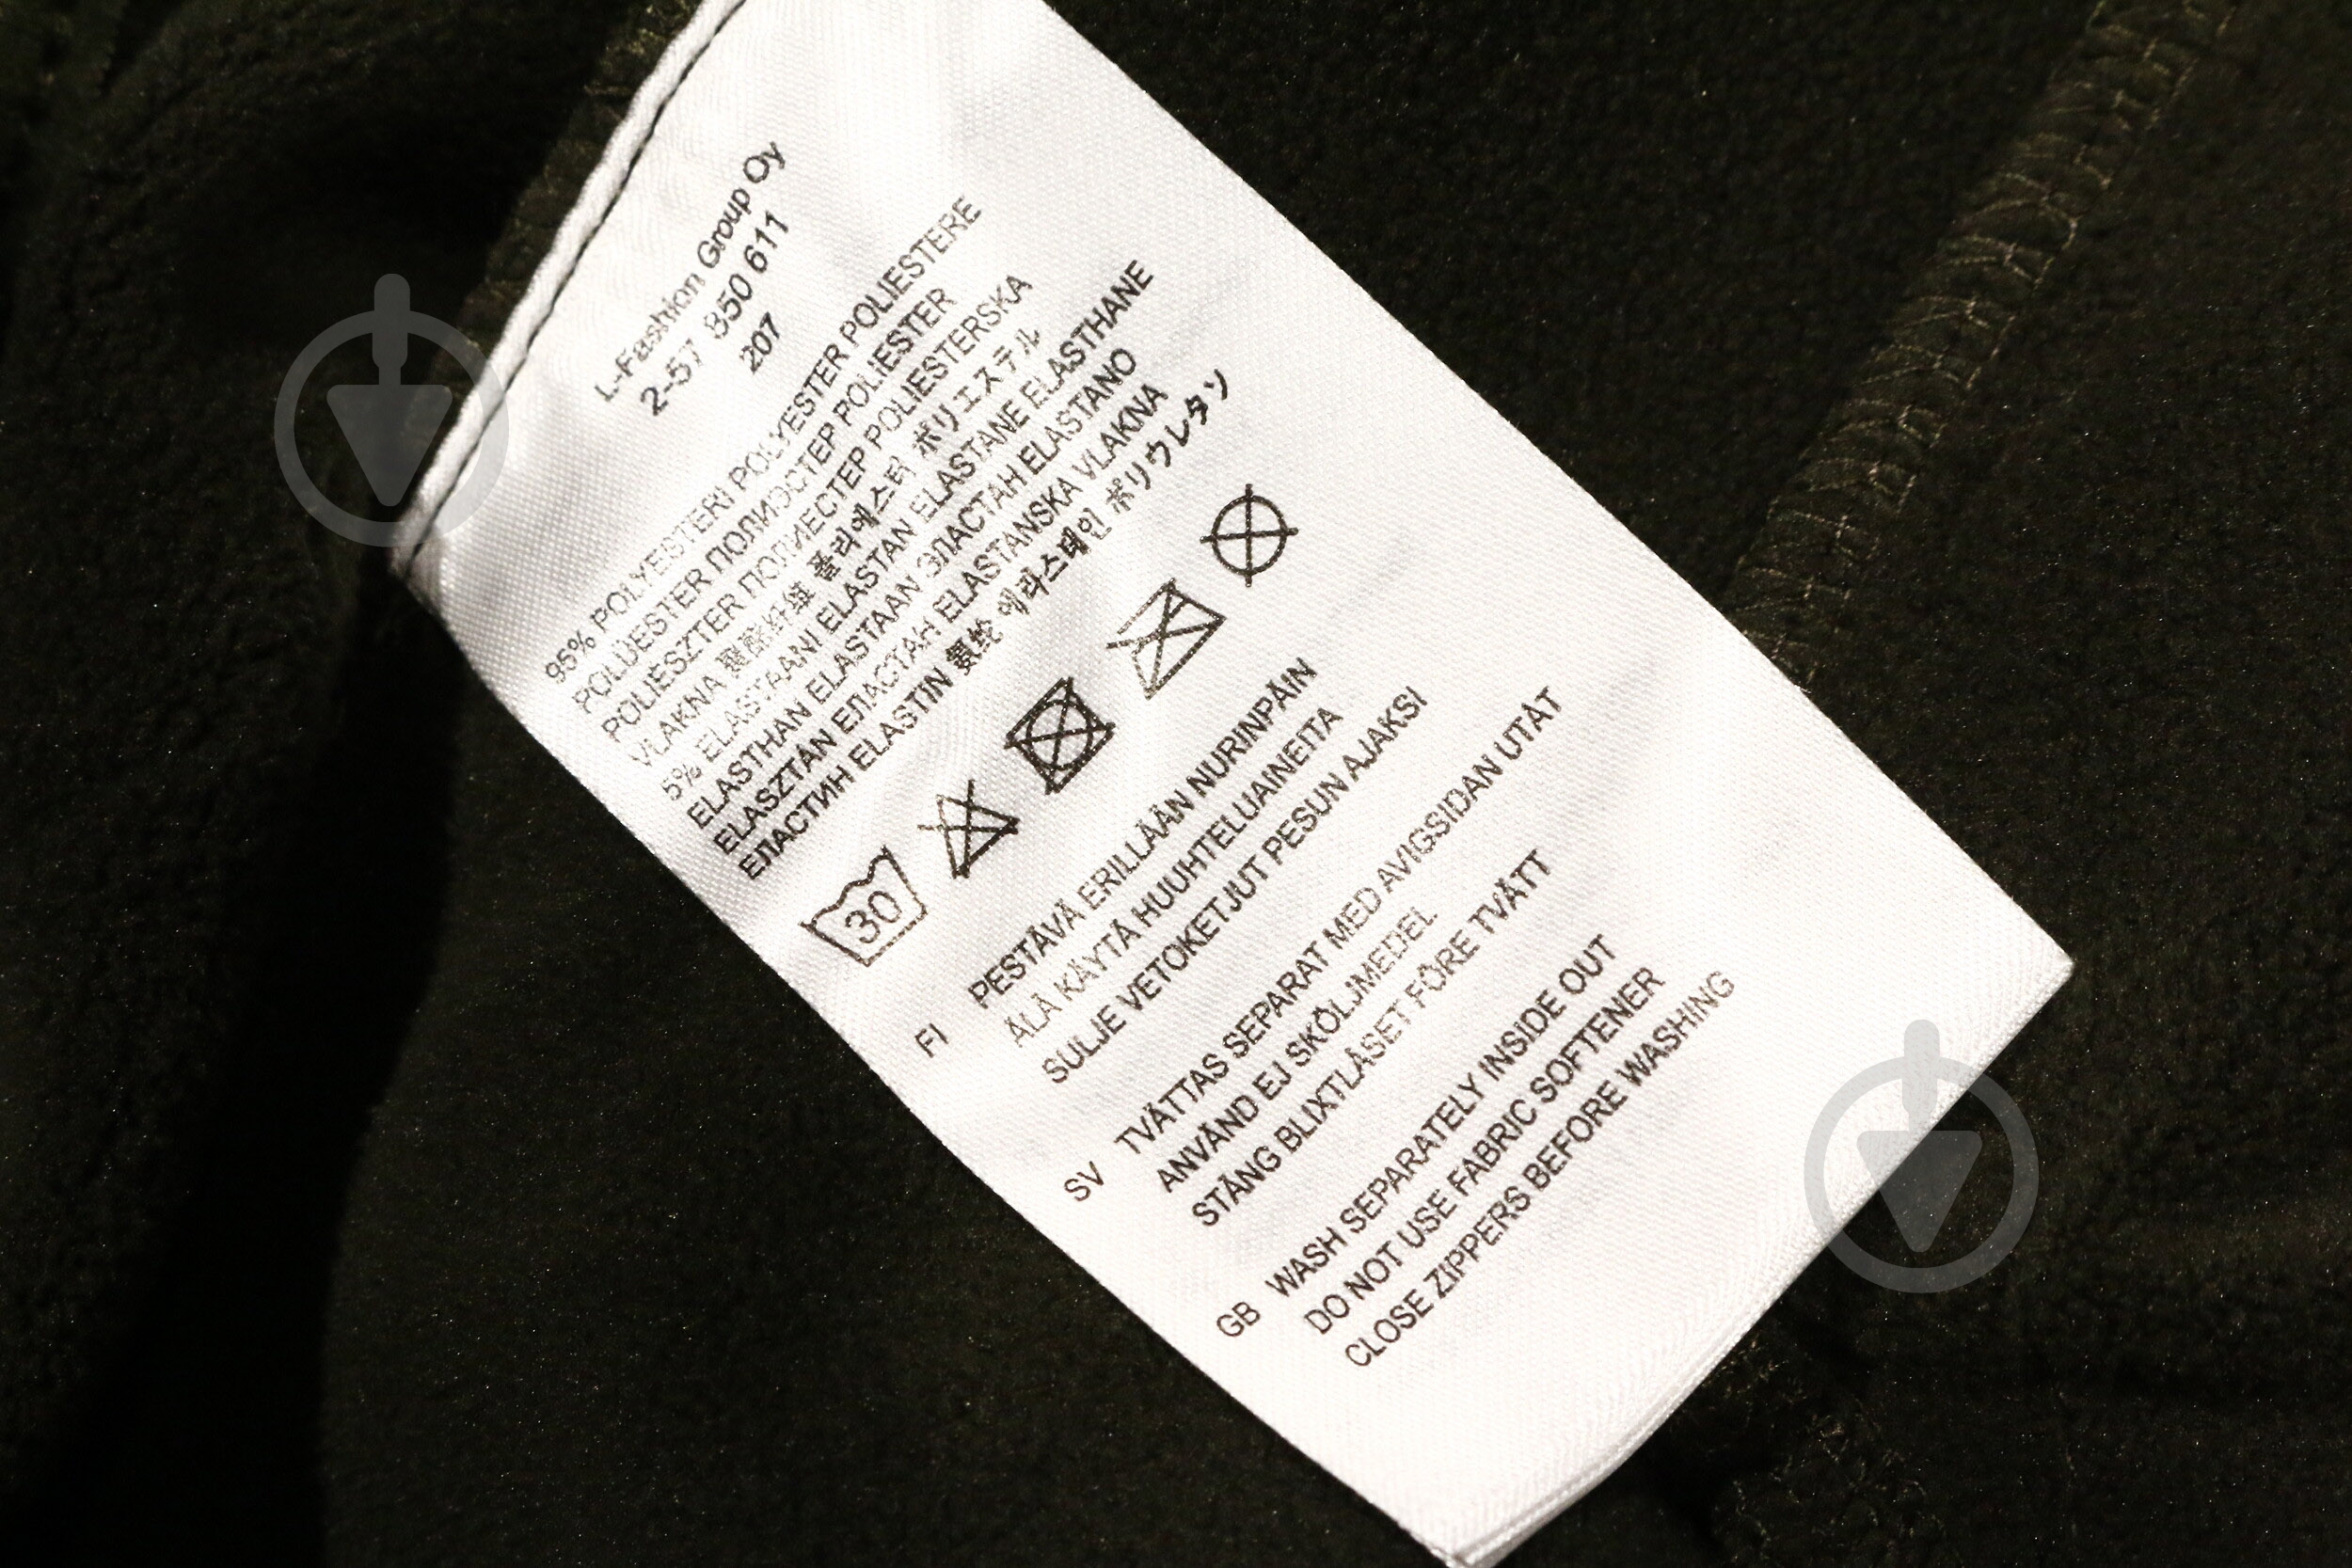 L-Fashion Group Oy
2-57 850 611
207
95% POLYESTERI POLYESTER POLIESTERE
POLÜESTER ПОЛИЭСТЕР POLIESTER
POLIESZTER ПОЛИЕСТЕР POLIESTERSKA
VLAKNA 聚酯纤维 폴리에스터 ポリエステル
5% ELASTAANI ELASTAN ELASTANE ELASTHANE
ELASTHAN ELASTAAN ЭЛАСТАН ELASTANO
ELASZTÁN ЕЛАСТАН ELASTANSKA VLAKNA
ЕЛАСТИН ELASTIN 氨纶 에라스테인 ポリウレタン
30
FI PESTÄVÄ ERILLÄÄN NURINPÄIN
ÄLÄ KÄYTÄ HUUHTELUAINEITA
SULJE VETOKETJUT PESUN AJAKSI
SV TVÄTTAS SEPARAT MED AVIGSIDAN UTÅT
ANVÄND EJ SKÖLJMEDEL
STÄNG BLIXTLÅSET FÖRE TVÄTT
GB WASH SEPARATELY INSIDE OUT
DO NOT USE FABRIC SOFTENER
CLOSE ZIPPERS BEFORE WASHING